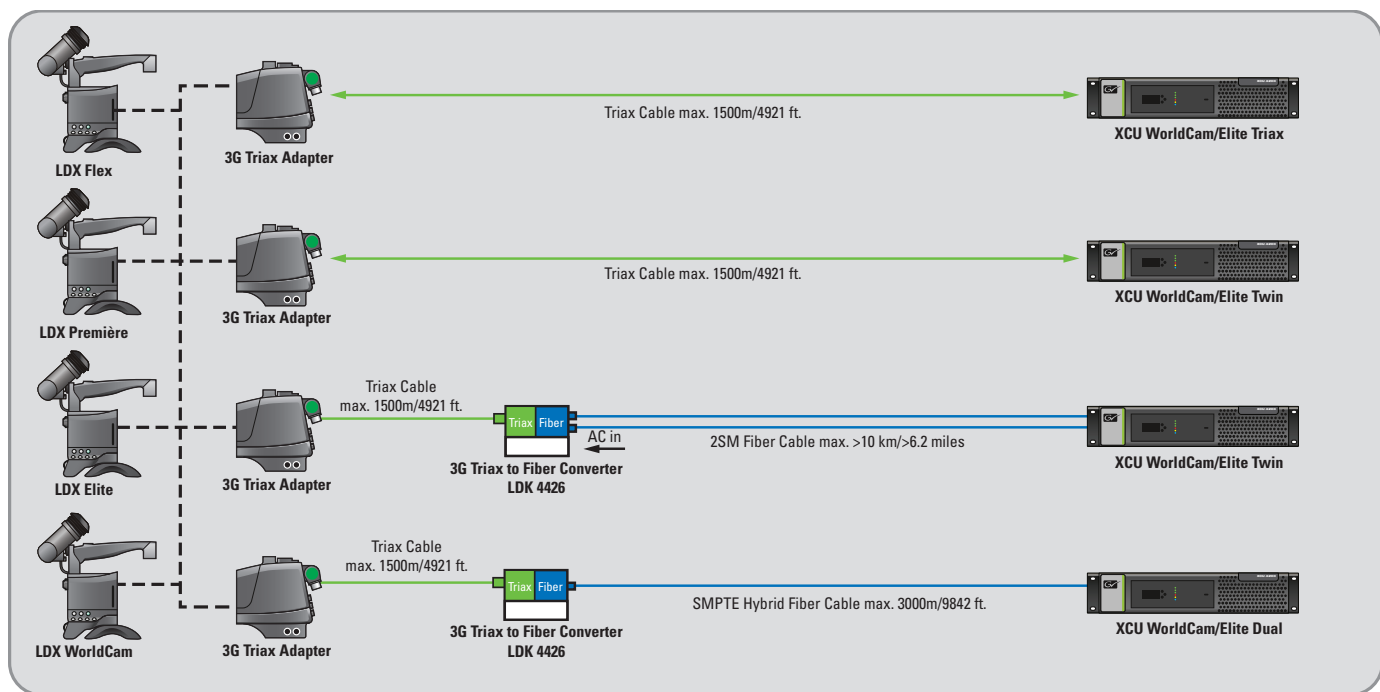 Triax Cable max. 1500m/4921 ft.
LDX Flex
3G Triax Adapter
XCU WorldCam/Elite Triax
Triax Cable max. 1500m/4921 ft.
LDX Première
3G Triax Adapter
XCU WorldCam/Elite Twin
Triax Cable
max. 1500m/4921 ft.
Triax Fiber
AC in
2SM Fiber Cable max. >10 km/>6.2 miles
LDX Elite
3G Triax Adapter
3G Triax to Fiber Converter
LDK 4426
XCU WorldCam/Elite Twin
Triax Cable
max. 1500m/4921 ft.
Triax Fiber
SMPTE Hybrid Fiber Cable max. 3000m/9842 ft.
LDX WorldCam
3G Triax Adapter
3G Triax to Fiber Converter
LDK 4426
XCU WorldCam/Elite Dual